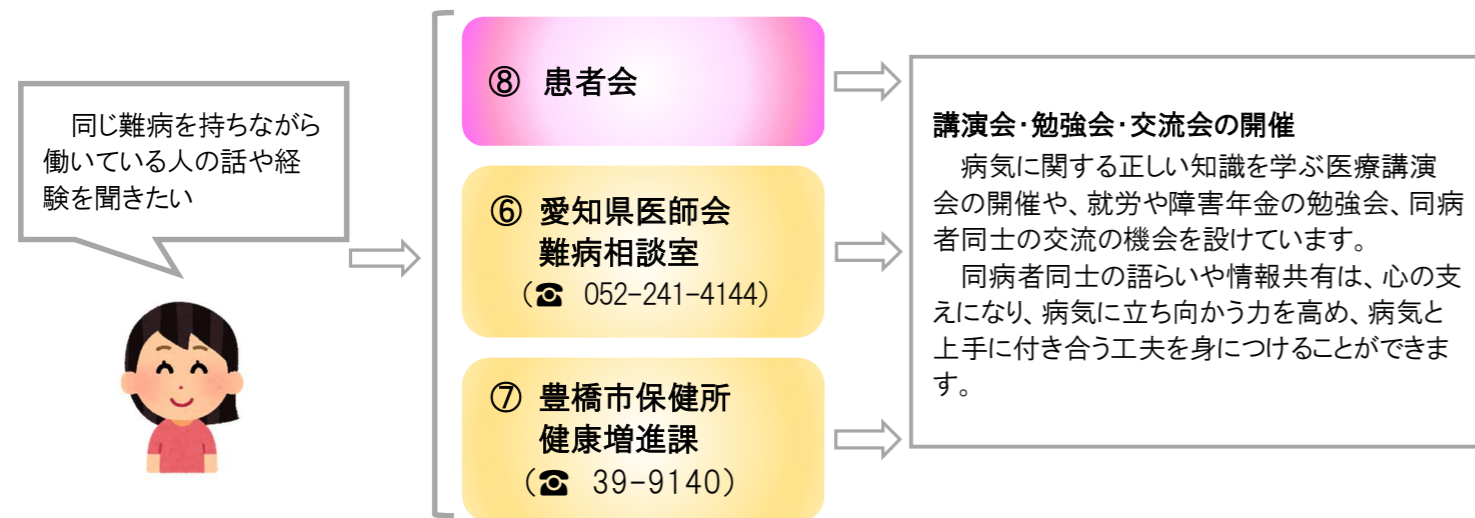 同じ難病を持ちながら
働いている人の話や経
験を聞きたい
⑧ 患者会
⑥ 愛知県医師会
難病相談室
(☎ 052-241-4144)
⑦ 豊橋市保健所
健康増進課
(☎ 39-9140)
講演会・勉強会・交流会の開催
病気に関する正しい知識を学ぶ医療講演
会の開催や、就労や障害年金の勉強会、同病
者同士の交流の機会を設けています。
同病者同士の語らいや情報共有は、心の支
えになり、病気に立ち向かう力を高め、病気と
上手に付き合う工夫を身につけることができま
す。